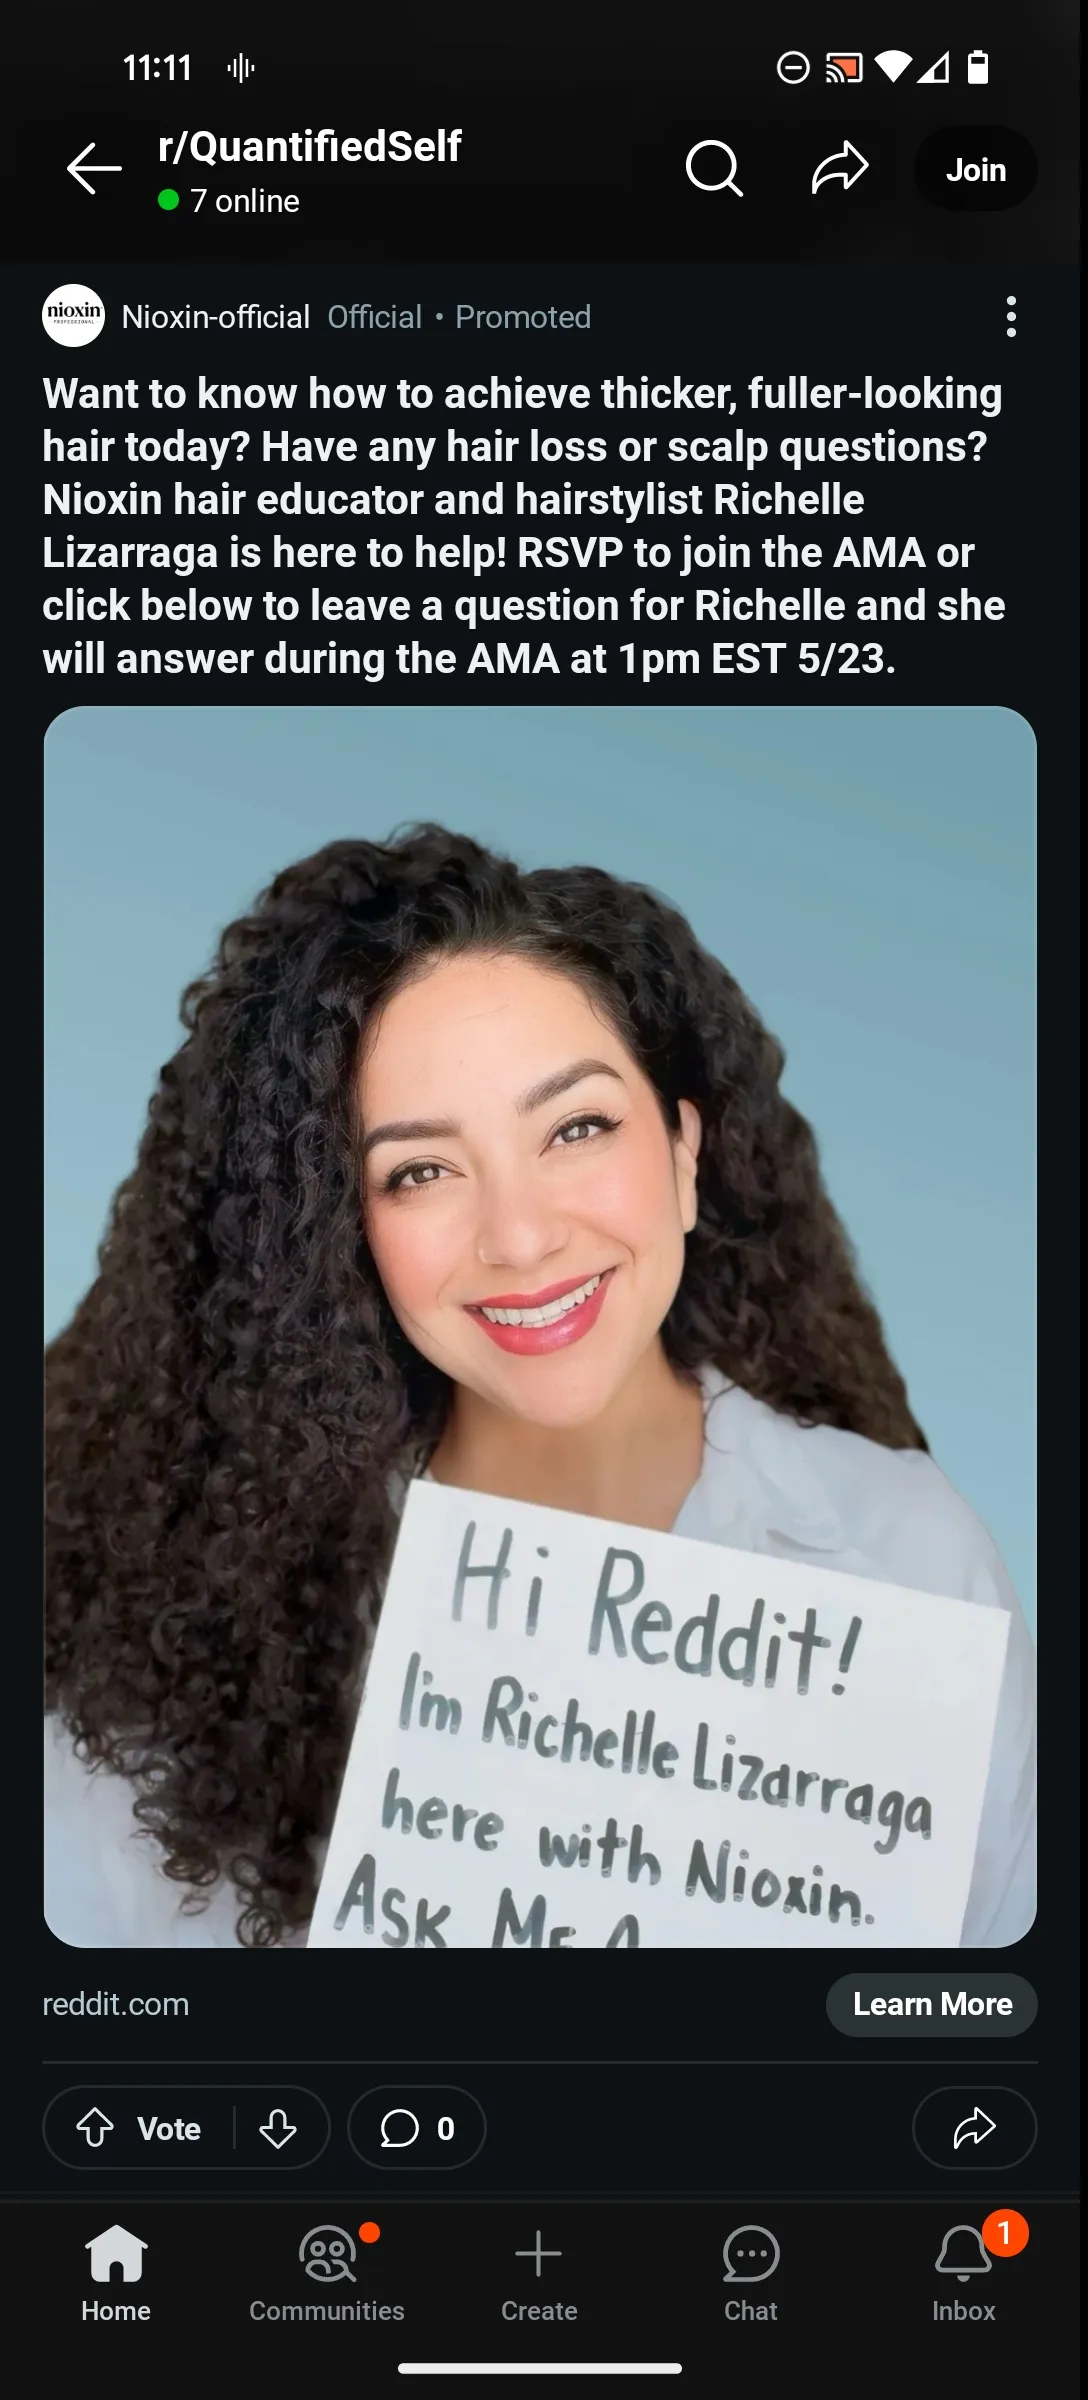 11:11
r/QuantifiedSelf
7 online
Join
nioxin
PROFESSIONAL
Nioxin-official Official • Promoted
Want to know how to achieve thicker, fuller-looking
hair today? Have any hair loss or scalp questions?
Nioxin hair educator and hairstylist Richelle
Lizarraga is here to help! RSVP to join the AMA or
click below to leave a question for Richelle and she
will answer during the AMA at 1pm EST 5/23.
Hi Reddit!
I'm Richelle Lizarraga
here with Nioxin.
Ask Me A
reddit.com
Learn More
Vote
0
1
Home
Communities
Create
Chat
Inbox